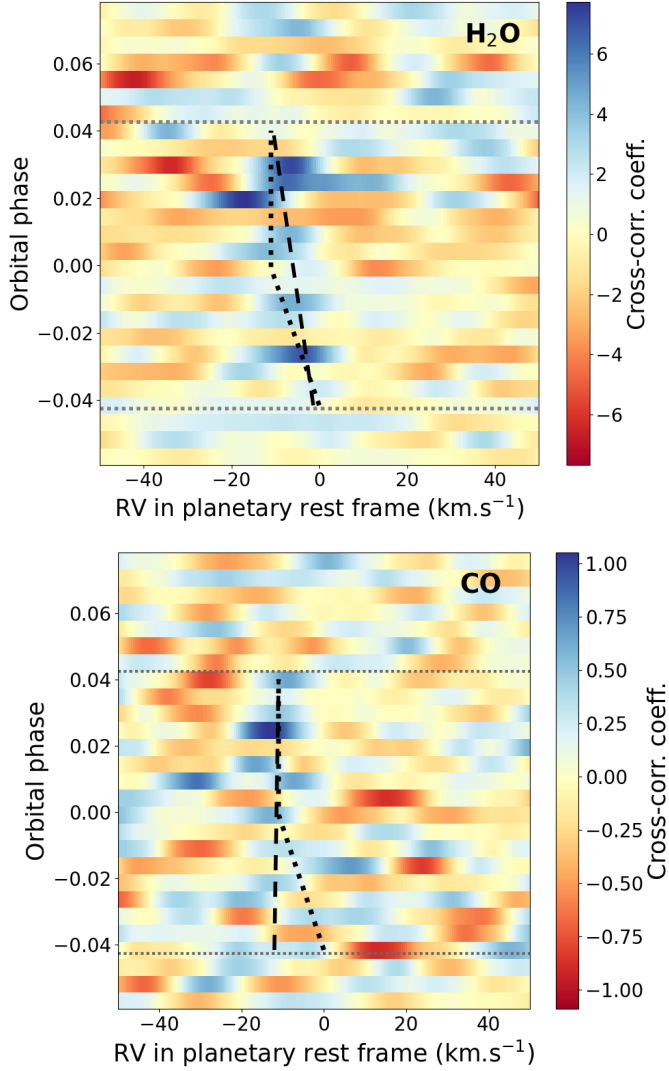 H₂O
0.06
0.04
0.02
0.00
−0.02
−0.04
Orbital phase
−40 −20 0 20 40
RV in planetary rest frame (km.s⁻¹)
6
4
2
0
−2
−4
−6
Cross-corr. coeff.
CO
0.06
0.04
0.02
0.00
−0.02
−0.04
Orbital phase
−40 −20 0 20 40
RV in planetary rest frame (km.s⁻¹)
1.00
0.75
0.50
0.25
0.00
−0.25
−0.50
−0.75
−1.00
Cross-corr. coeff.